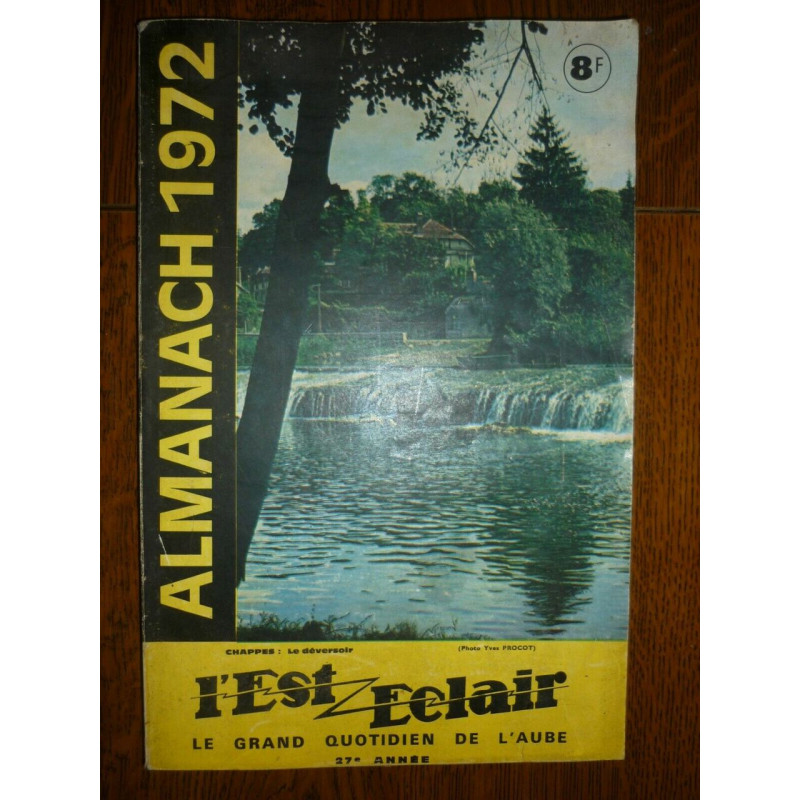 ALMANACH 1972
8F
CHAPPES : Le déversoir
(Photo Yves PROCOT)
l'Est Eclair
LE GRAND QUOTIDIEN DE L'AUBE
27e ANNÉE